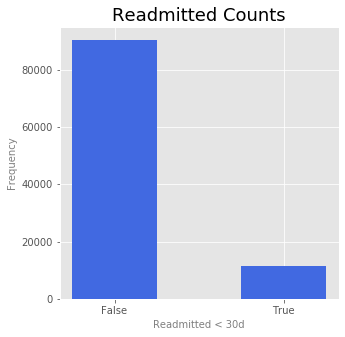 Readmitted Counts
80000
60000
40000
20000
0
Frequency
False True
Readmitted < 30d